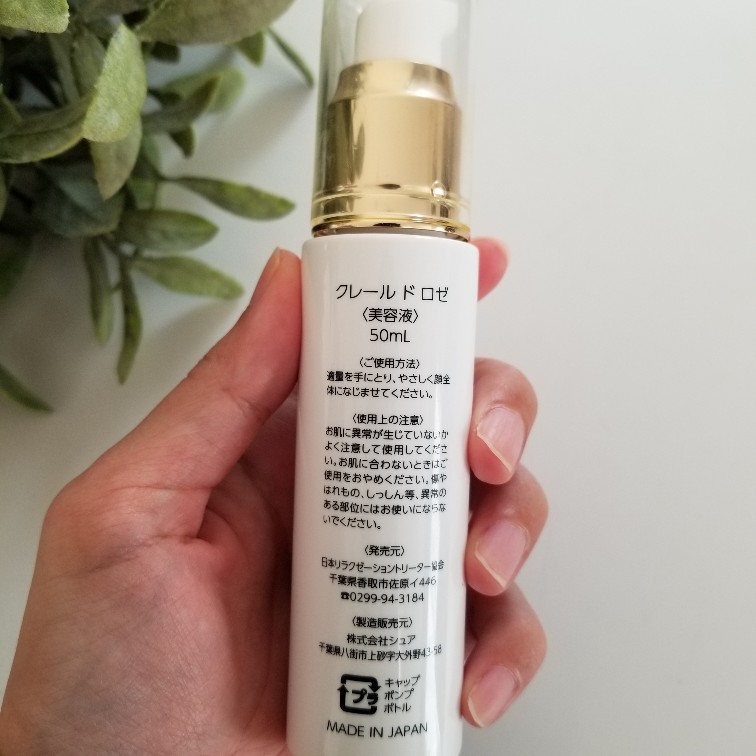 クレール ド ロゼ
〈美容液〉
50mL
〈ご使用方法〉
適量を手にとり、やさしく顔全
体になじませてください。
〈使用上の注意〉
お肌に異常が生じていないか
よく注意して使用してくださ
い。お肌に合わないときはご
使用をおやめください。傷や
はれもの、しっしん等、異常の
ある部位にはお使いにならな
いでください。
〈発売元〉
日本リラクゼーショントリーター協会
千葉県香取市佐原イ446
☎0299-94-3184
〈製造販売元〉
株式会社シュア
千葉県八街市上砂字大外野43-58
プラ
キャップ
ポンプ
ボトル
MADE IN JAPAN